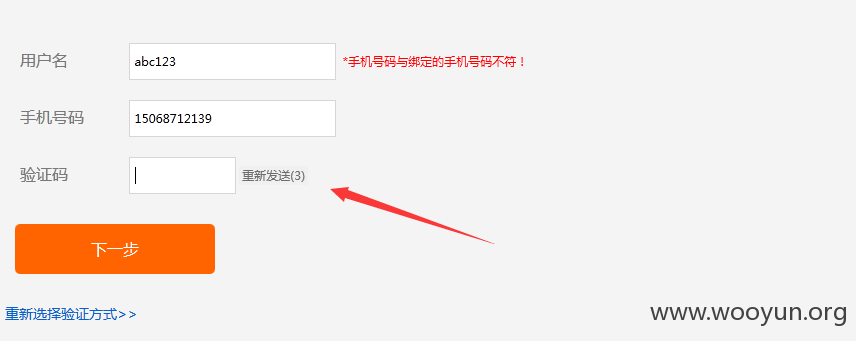 用户名 abc123 *手机号码与绑定的手机号码不符！
手机号码 15068712139
验证码 重新发送(3)
下一步
重新选择验证方式>>
www.wooyun.org